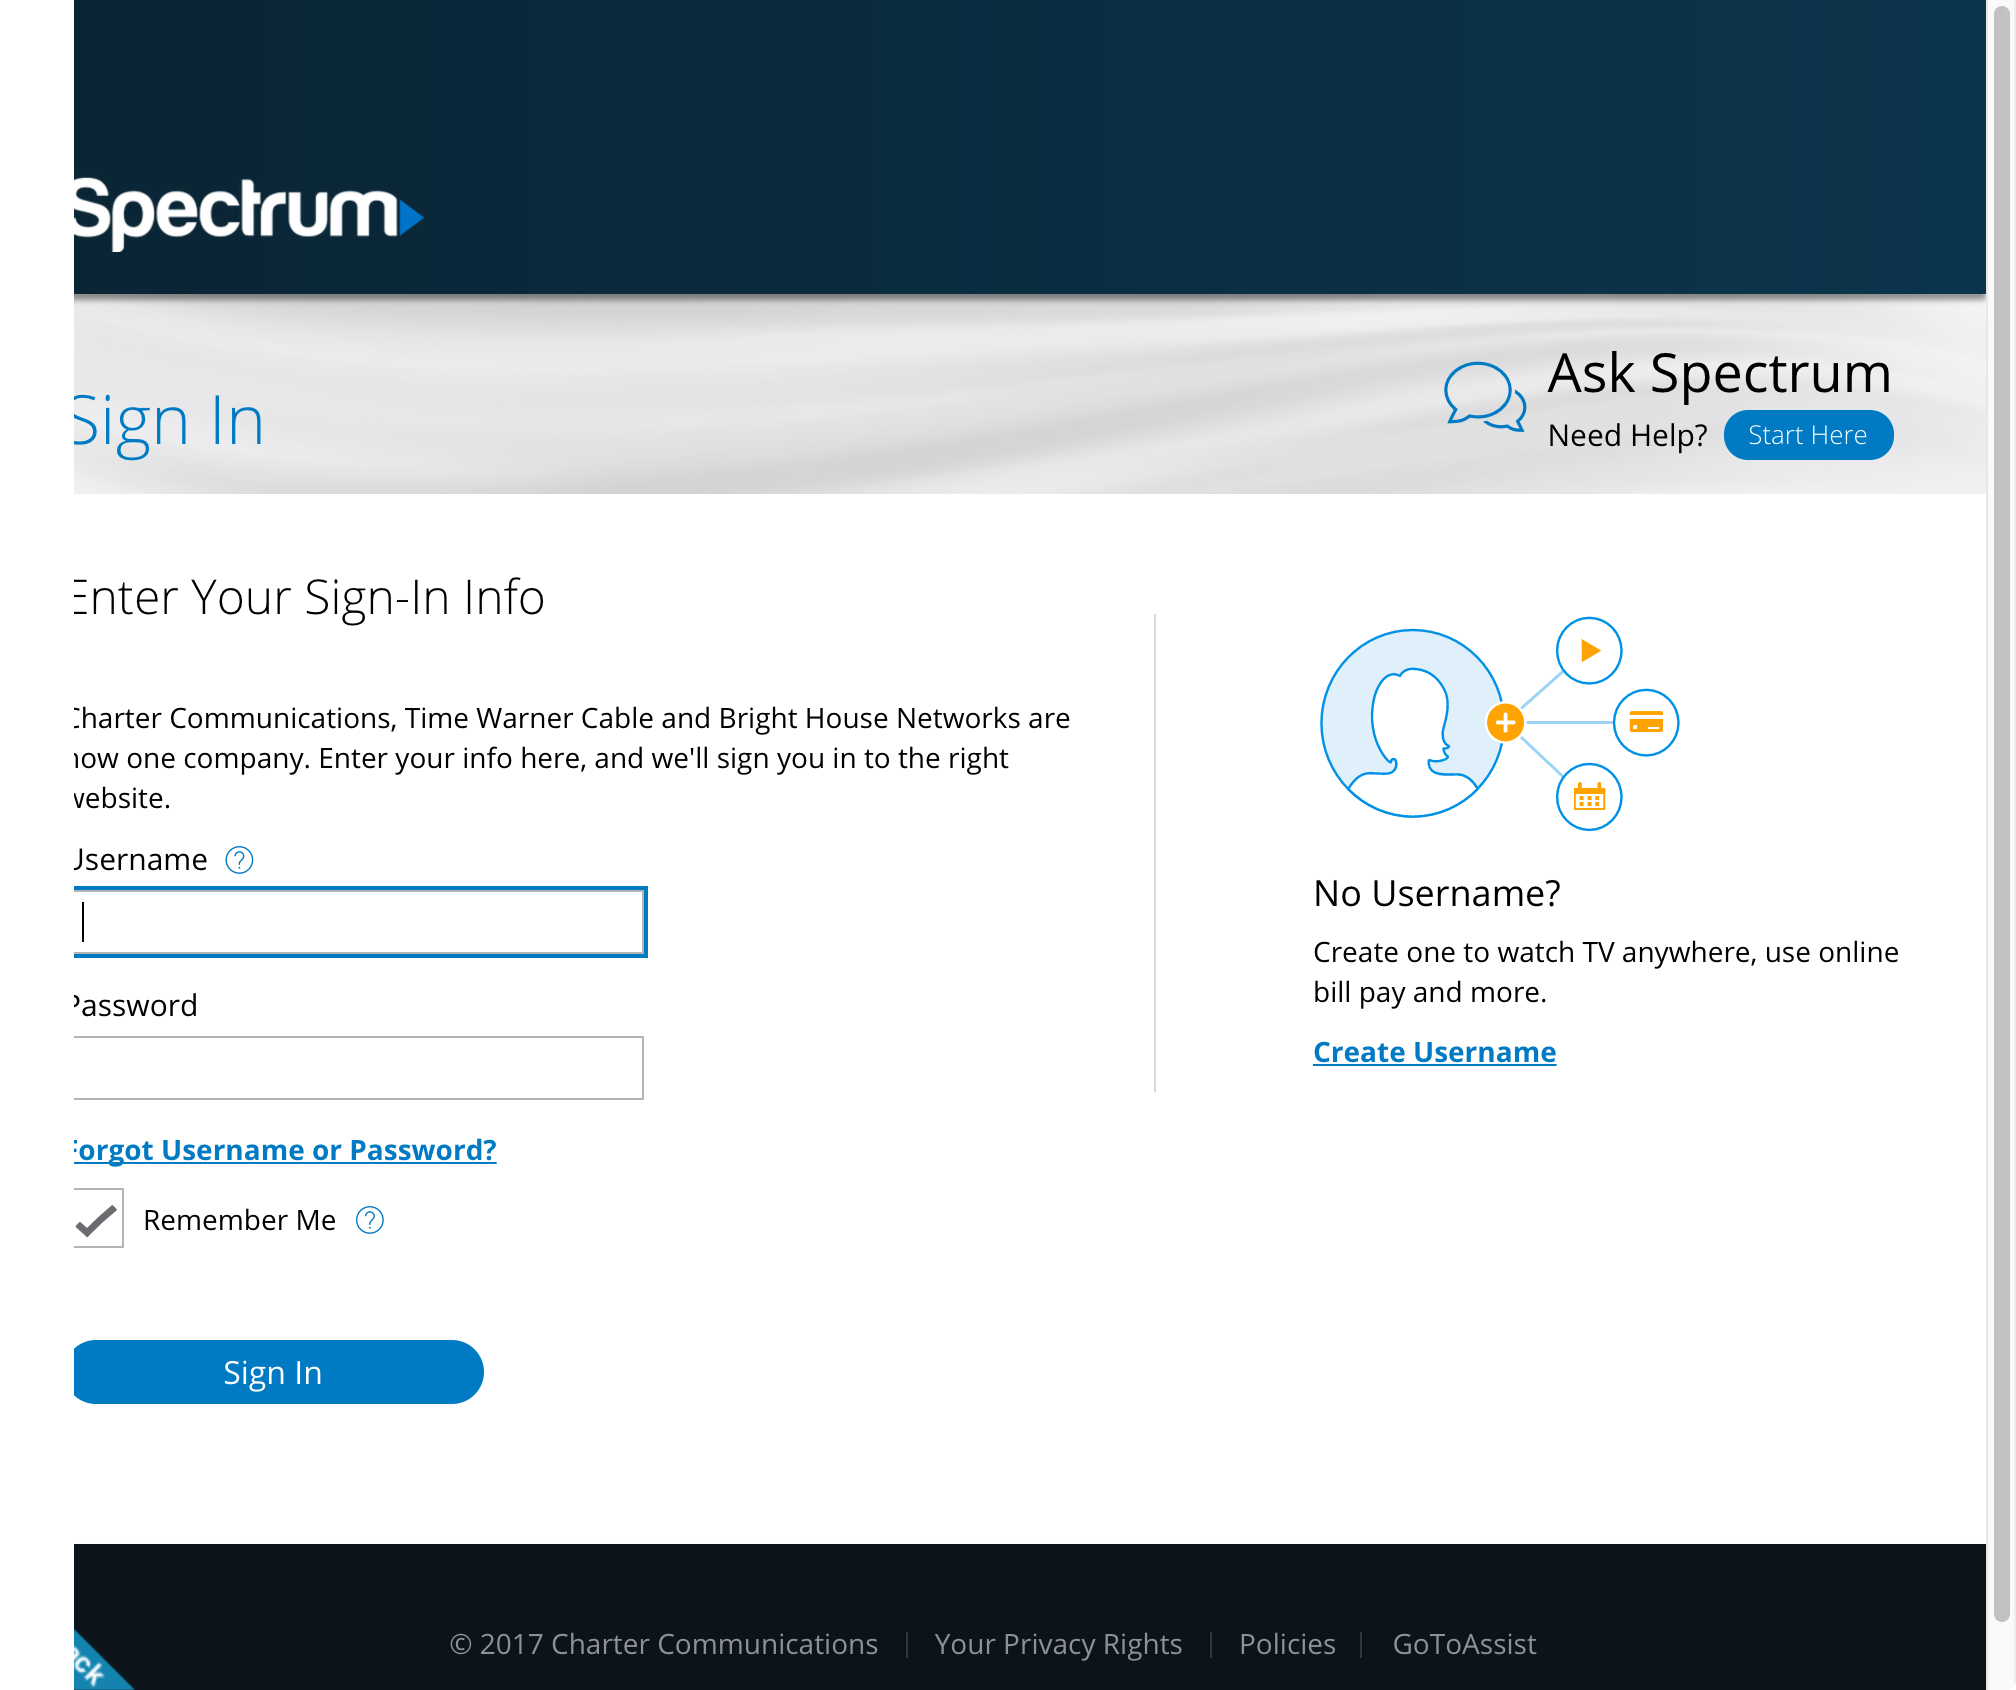 Spectrum
Sign In
Ask Spectrum
Need Help? Start Here
Enter Your Sign-In Info
Charter Communications, Time Warner Cable and Bright House Networks are
now one company. Enter your info here, and we'll sign you in to the right
website.
Username ?
Password
Forgot Username or Password?
Remember Me ?
Sign In
No Username?
Create one to watch TV anywhere, use online
bill pay and more.
Create Username
© 2017 Charter Communications | Your Privacy Rights | Policies | GoToAssist